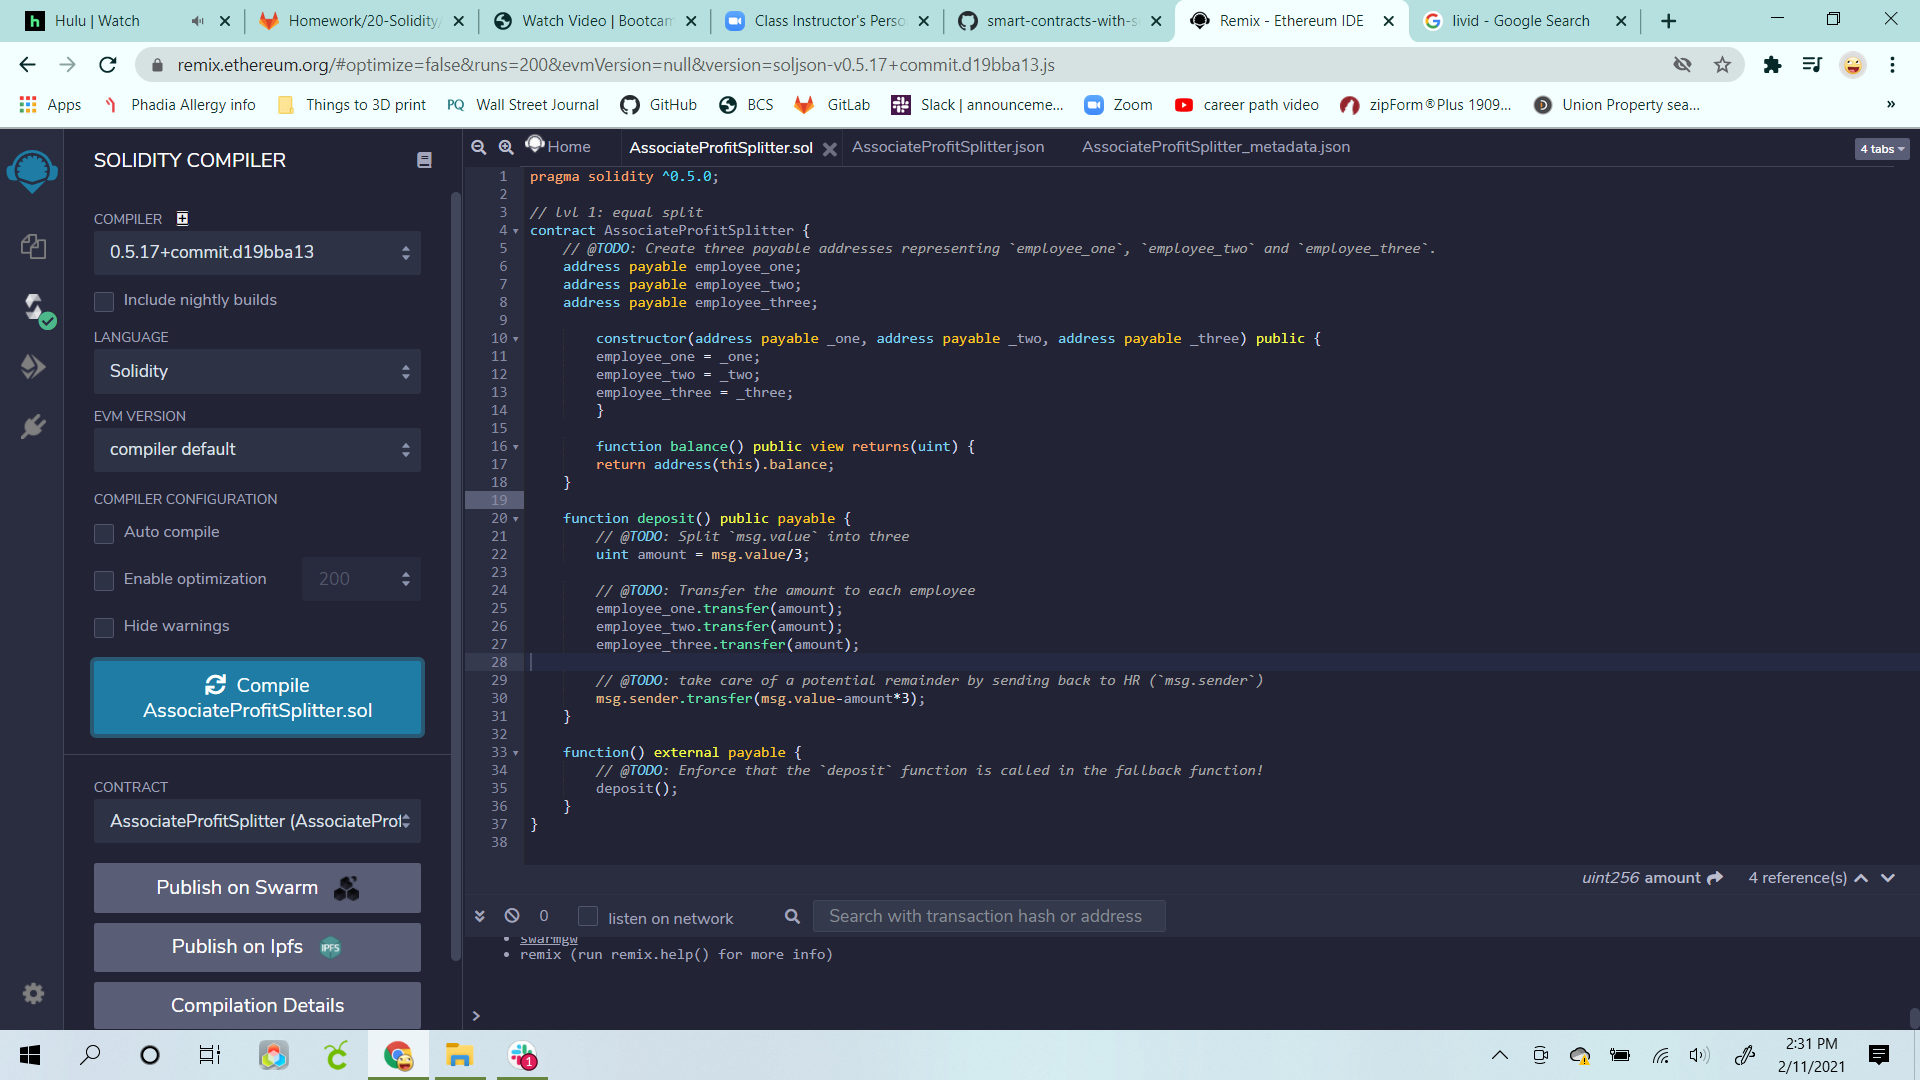 Hulu | Watch
Homework/20-Solidity/
Watch Video | Bootcam
Class Instructor's Perso
smart-contracts-with-s
Remix - Ethereum IDE
livid - Google Search
remix.ethereum.org/#optimize=false&runs=200&evmVersion=null&version=soljson-v0.5.17+commit.d19bba13.js
Apps
Phadia Allergy info
Things to 3D print
PQ Wall Street Journal
GitHub
BCS
GitLab
Slack | announceme...
Zoom
career path video
zipForm®Plus 1909...
Union Property sea...
»
SOLIDITY COMPILER
COMPILER
0.5.17+commit.d19bba13
Include nightly builds
LANGUAGE
Solidity
EVM VERSION
compiler default
COMPILER CONFIGURATION
Auto compile
Enable optimization
200
Hide warnings
Compile
AssociateProfitSplitter.sol
CONTRACT
AssociateProfitSplitter (AssociateProf
Publish on Swarm
Publish on Ipfs
IPFS
Compilation Details
Home
AssociateProfitSplitter.sol
AssociateProfitSplitter.json
AssociateProfitSplitter_metadata.json
4 tabs
1 pragma solidity ^0.5.0;
2
3 // lvl 1: equal split
4 contract AssociateProfitSplitter {
5 // @TODO: Create three payable addresses representing `employee_one`, `employee_two` and `employee_three`.
6 address payable employee_one;
7 address payable employee_two;
8 address payable employee_three;
9
10 constructor(address payable _one, address payable _two, address payable _three) public {
11 employee_one = _one;
12 employee_two = _two;
13 employee_three = _three;
14 }
15
16 function balance() public view returns(uint) {
17 return address(this).balance;
18 }
19
20 function deposit() public payable {
21 // @TODO: Split `msg.value` into three
22 uint amount = msg.value/3;
23
24 // @TODO: Transfer the amount to each employee
25 employee_one.transfer(amount);
26 employee_two.transfer(amount);
27 employee_three.transfer(amount);
28
29 // @TODO: take care of a potential remainder by sending back to HR (`msg.sender`)
30 msg.sender.transfer(msg.value-amount*3);
31 }
32
33 function() external payable {
34 // @TODO: Enforce that the `deposit` function is called in the fallback function!
35 deposit();
36 }
37 }
38
uint256 amount
4 reference(s)
0
listen on network
Search with transaction hash or address
• swarmgw
• remix (run remix.help() for more info)
>
1
2:31 PM
2/11/2021